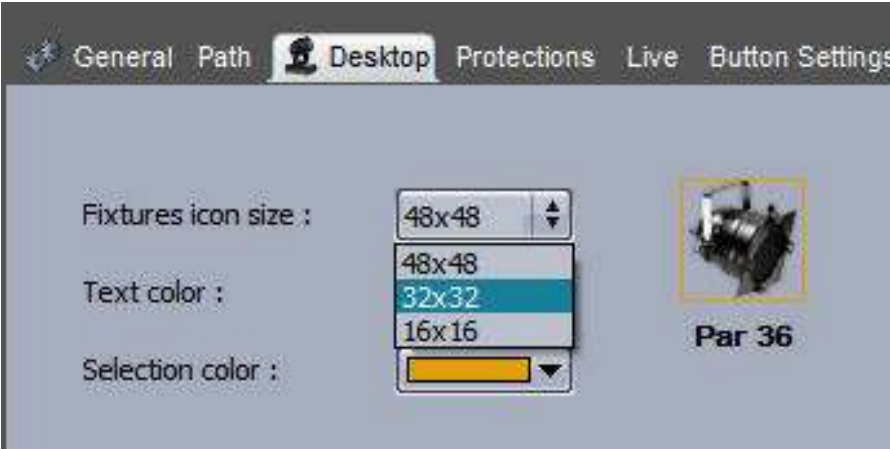 General Path Desktop Protections Live Button Settings
Fixtures icon size : 48x48
48x48
Text color : 32x32
16x16
Par 36
Selection color :